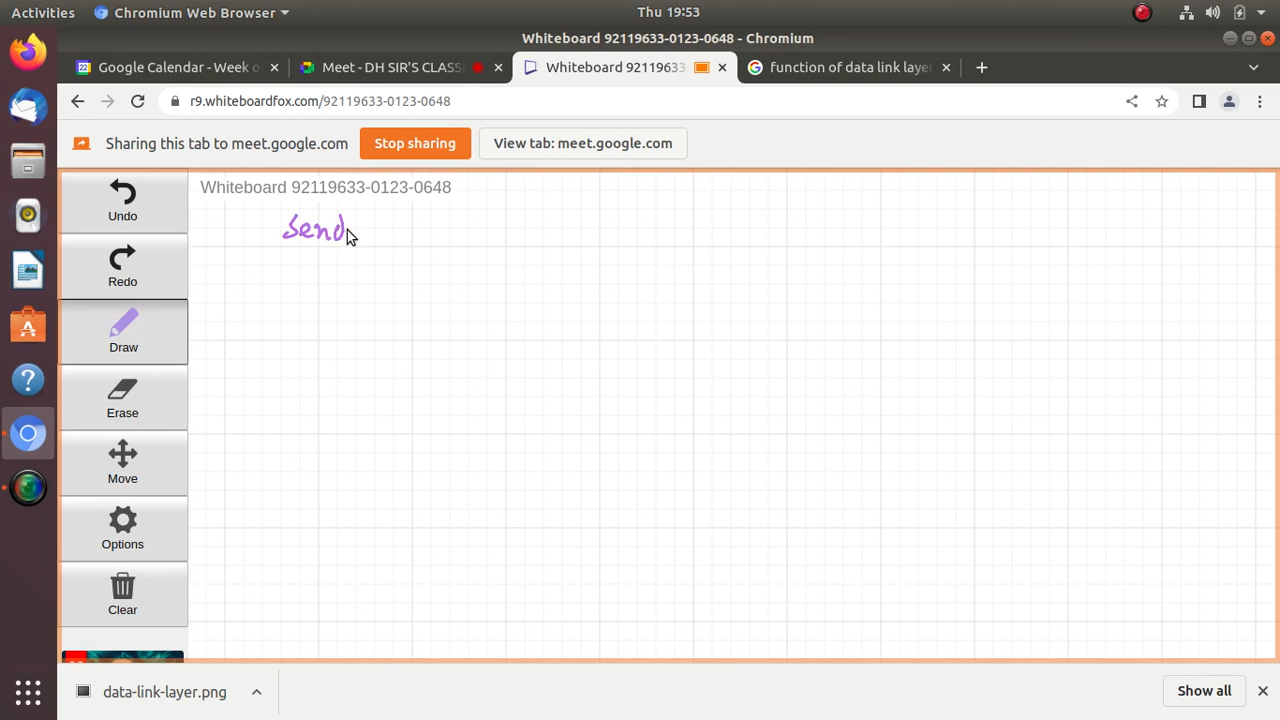 Activities
Chromium Web Browser
Thu 19:53
Whiteboard 92119633-0123-0648 - Chromium
Google Calendar - Week o
Meet - DH SIR'S CLASS
Whiteboard 92119633-
function of data link laye
r9.whiteboardfox.com/92119633-0123-0648
Sharing this tab to meet.google.com
Stop sharing
View tab: meet.google.com
Whiteboard 92119633-0123-0648
Send
Undo
Redo
Draw
Erase
Move
Options
Clear
data-link-layer.png
Show all